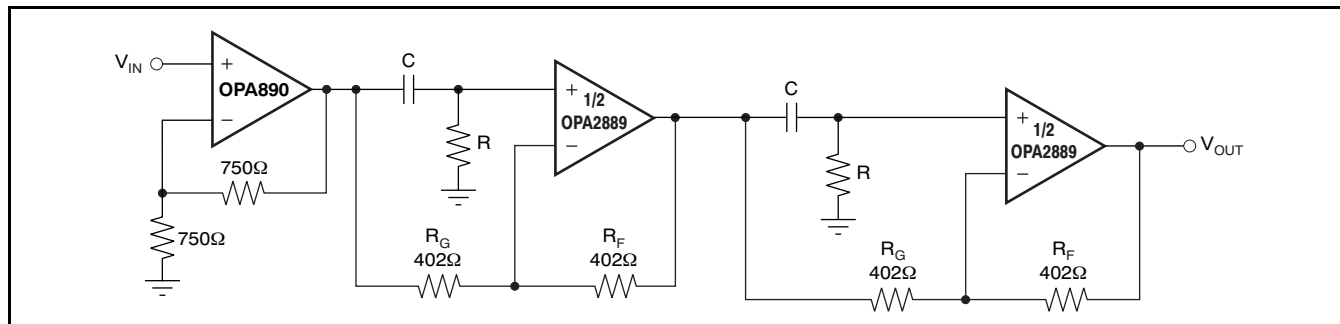 V_IN
+
OPA890
−
750Ω
750Ω
C
R
+
1/2
OPA2889
−
R_G
402Ω
R_F
402Ω
C
R
+
1/2
OPA2889
−
R_G
402Ω
R_F
402Ω
V_OUT